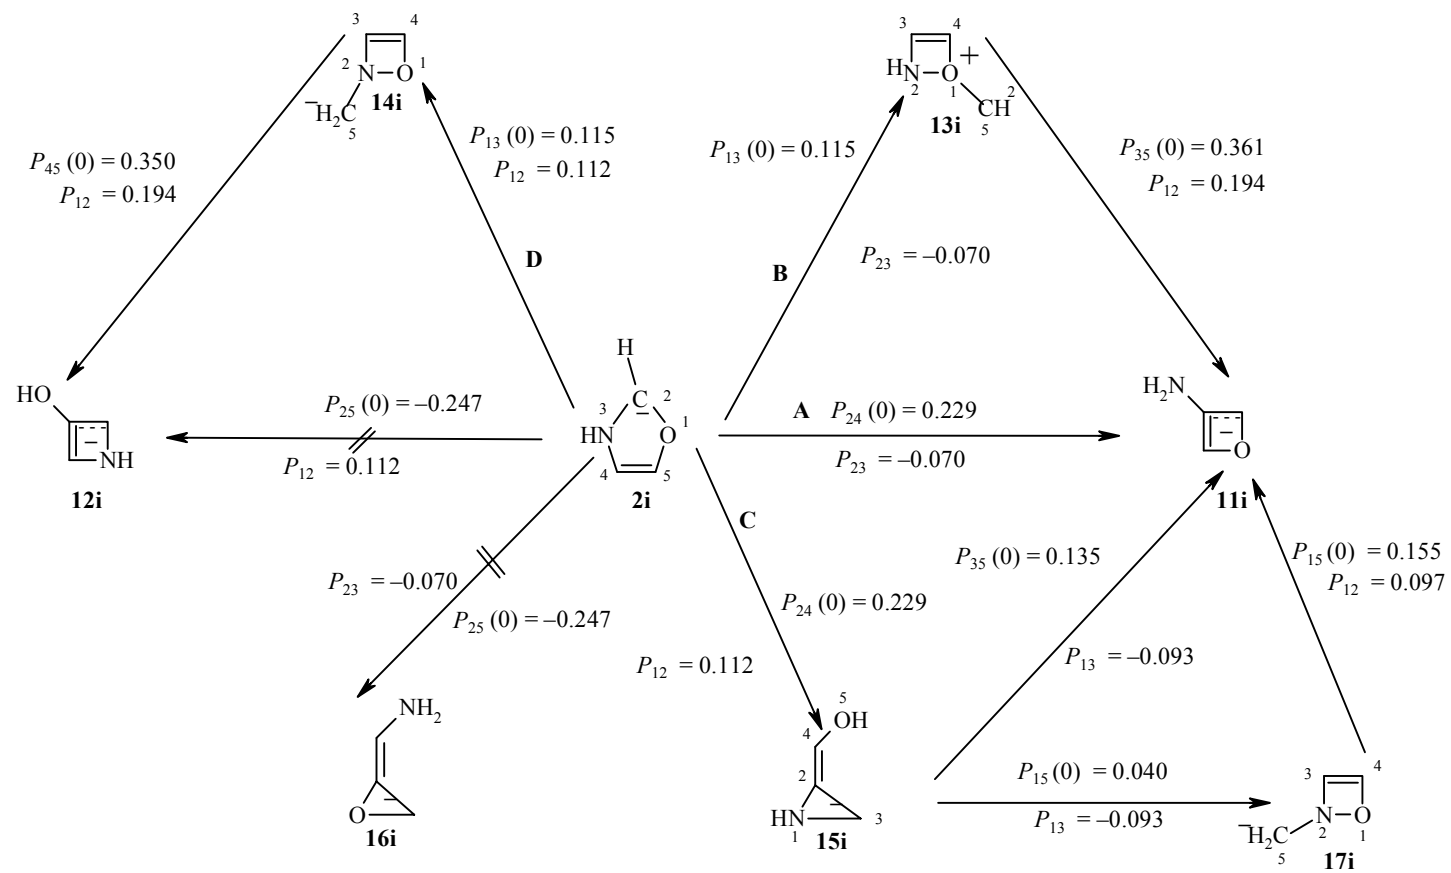 3 4
2 N O 1
–H2C 14i
5
P45 (0) = 0.350
P12 = 0.194
P13 (0) = 0.115
P12 = 0.112
D
3 4
HN O +
2 1 CH 2
13i 5
P13 (0) = 0.115
P35 (0) = 0.361
P12 = 0.194
P23 = –0.070
B
HO
– NH
12i
P25 (0) = –0.247
P12 = 0.112
H
C 2
–
3 HN O 1
4 5
2i
A P24 (0) = 0.229
P23 = –0.070
H2N
– O
11i
C
P23 = –0.070
P25 (0) = –0.247
P24 (0) = 0.229
P12 = 0.112
P35 (0) = 0.135
P13 = –0.093
P15 (0) = 0.155
P12 = 0.097
NH2
–
O
16i
5
4 OH
2
–
HN 3
1 15i
P15 (0) = 0.040
P13 = –0.093
3 4
–H2C N O
5 2 1
17i